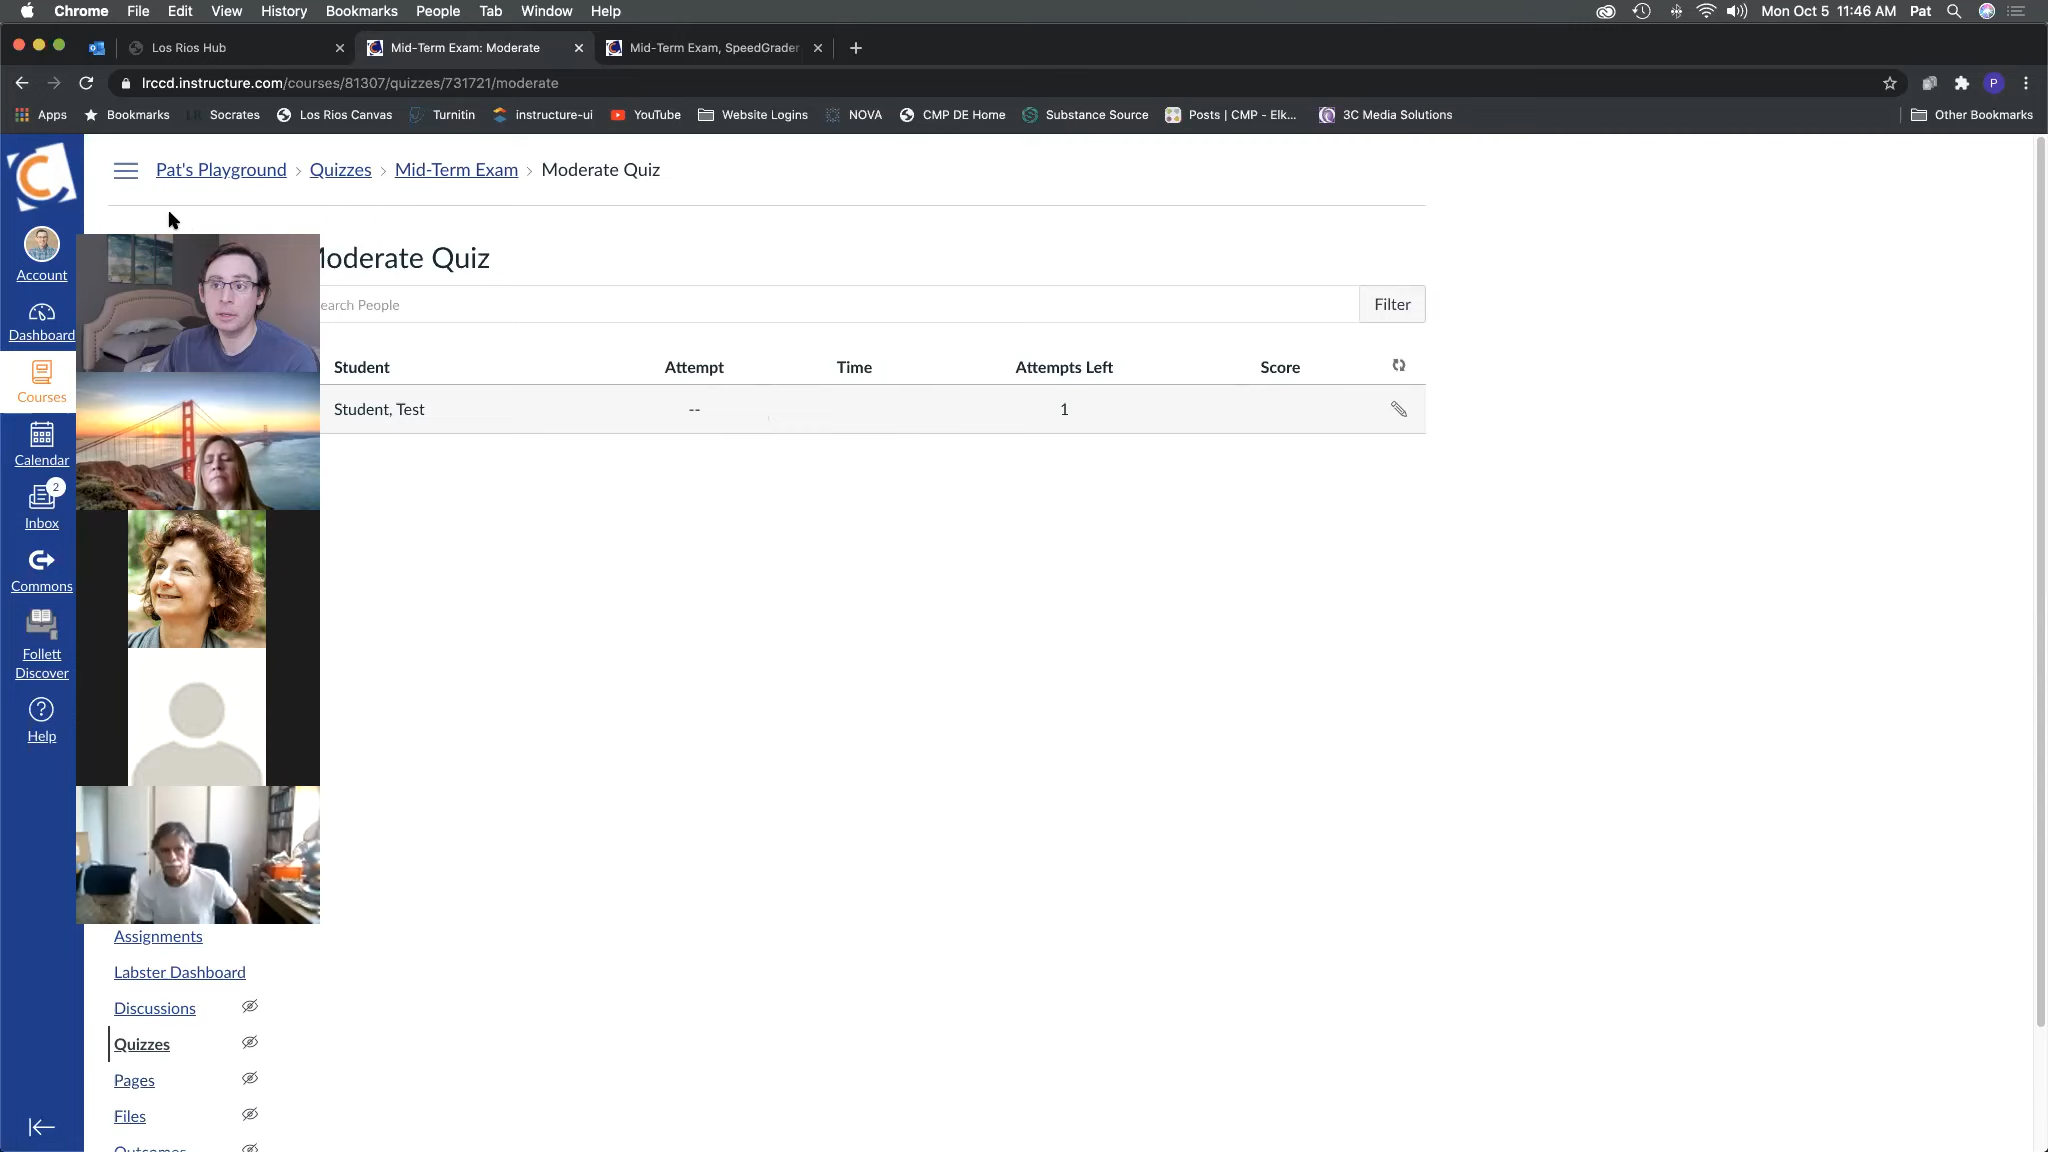 Chrome File Edit View History Bookmarks People Tab Window Help Mon Oct 5 11:46 AM Pat
Los Rios Hub Mid-Term Exam: Moderate Mid-Term Exam, SpeedGrader
lrccd.instructure.com/courses/81307/quizzes/731721/moderate P
Apps Bookmarks LR Socrates Los Rios Canvas Turnitin instructure-ui YouTube Website Logins NOVA CMP DE Home Substance Source Posts | CMP - Elk... 3C Media Solutions Other Bookmarks
Pat's Playground › Quizzes › Mid-Term Exam › Moderate Quiz
Account
Dashboard
Courses
Calendar
2
Inbox
Commons
Follett
Discover
Help
Moderate Quiz
earch People Filter
Student Attempt Time Attempts Left Score
Student, Test -- 1
Assignments
Labster Dashboard
Discussions
Quizzes
Pages
Files
Outcomes